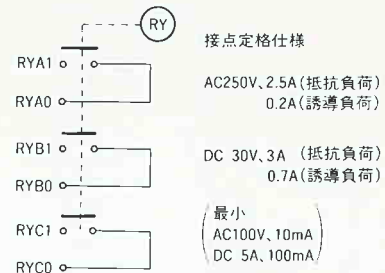 RY
接点定格仕様
RYA1
AC250V、2.5A(抵抗負荷)
RYA0
0.2A(誘導負荷)
RYB1
DC 30V、3A (抵抗負荷)
RYB0
0.7A(誘導負荷)
RYC1
最小
AC100V、10mA
DC 5A、100mA
RYC0